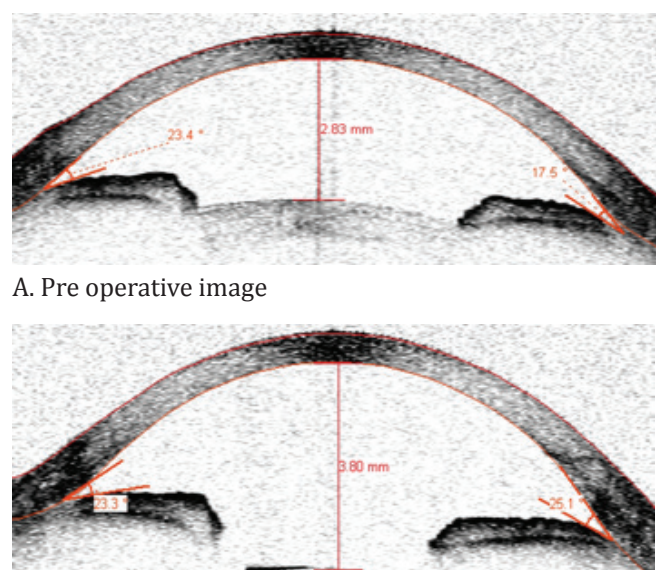 23.4 °
2.83 mm
17.5 °
A. Pre operative image
3.80 mm
23.3 °
25.1 °